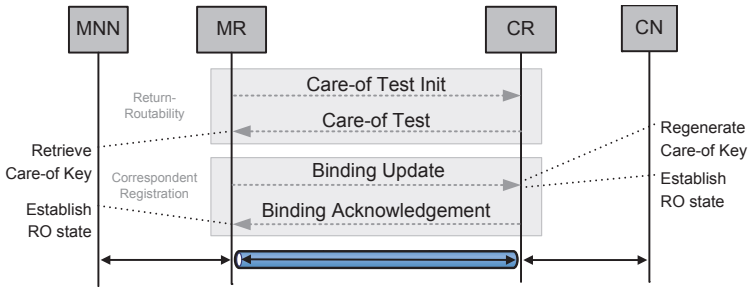 MNN
MR
CR
CN
Care-of Test Init
Return-
Routability
Care-of Test
Retrieve
Care-of Key
Regenerate
Care-of Key
Correspondent
Registration
Binding Update
Establish
RO state
Establish
RO state
Binding Acknowledgement